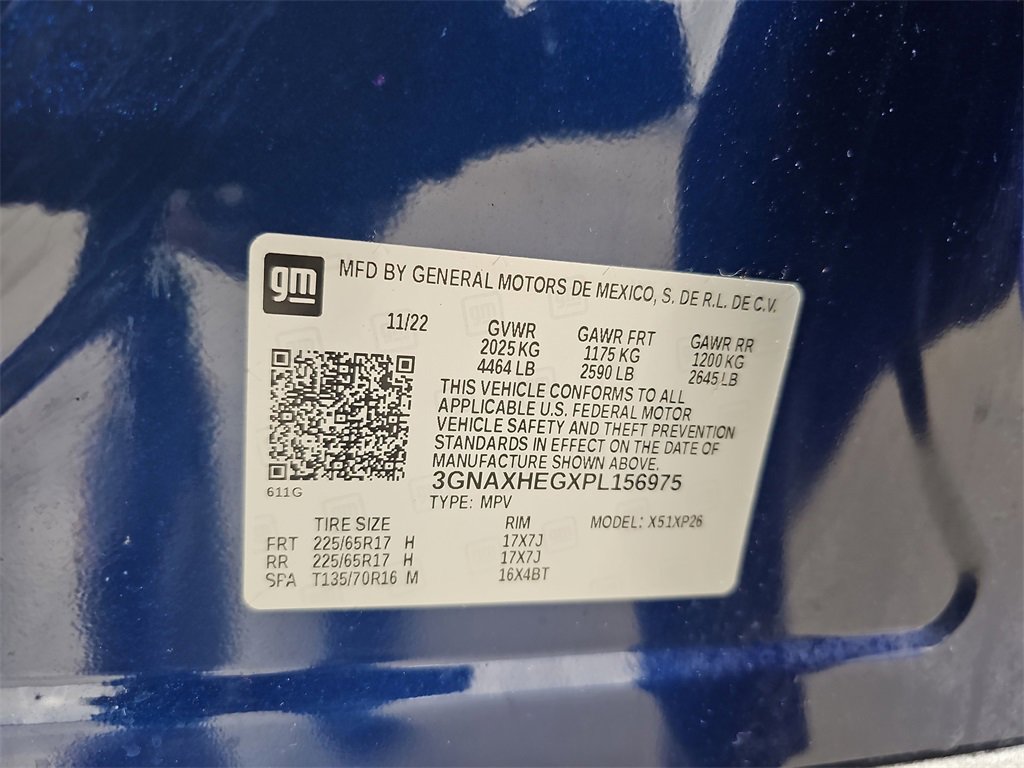 gm
MFD BY GENERAL MOTORS DE MEXICO, S. DE R.L. DE C.V.
11/22
GVWR GAWR FRT GAWR RR
2025 KG 1175 KG 1200 KG
4464 LB 2590 LB 2645 LB
THIS VEHICLE CONFORMS TO ALL
APPLICABLE U.S. FEDERAL MOTOR
VEHICLE SAFETY AND THEFT PREVENTION
STANDARDS IN EFFECT ON THE DATE OF
MANUFACTURE SHOWN ABOVE.
3GNAXHEGXPL156975
611G
TYPE: MPV
TIRE SIZE RIM MODEL: X51XP26
FRT 225/65R17 H 17X7J
RR 225/65R17 H 17X7J
SPA T135/70R16 M 16X4BT